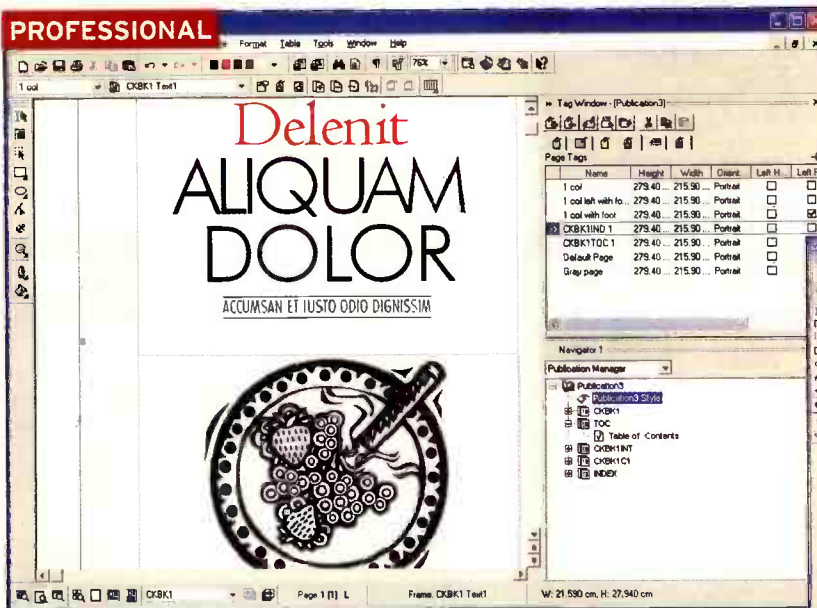 PROFESSIONAL
Format Table Tools Window Help
76%
1 col CKBK1 Text1
Tag Window - [Publication3]
Page Tags
Name Height Width Orient. Left H... Left F
1 col 279.40 ... 215.90 ... Portrait
1 col left with fo... 279.40 ... 215.90 ... Portrait
1 col with foot 279.40 ... 215.90 ... Portrait
CKBK1IND 1 279.40 ... 215.90 ... Portrait
CKBK1TOC 1 279.40 ... 215.90 ... Portrait
Default Page 279.40 ... 215.90 ... Portrait
Gray page 279.40 ... 215.90 ... Portrait
Delenit
ALIQUAM
DOLOR
ACCUMSAN ET IUSTO ODIO DIGNISSIM
Navigator 1
Publication Manager
Publication3
Publication3 Style
CKBK1
TOC
Table of Contents
CKBK1INT
CKBK1C1
INDEX
CKBK1 Page 1 [1] L Frame: CKBK1 Text1 W: 21.590 cm, H: 27.940 cm